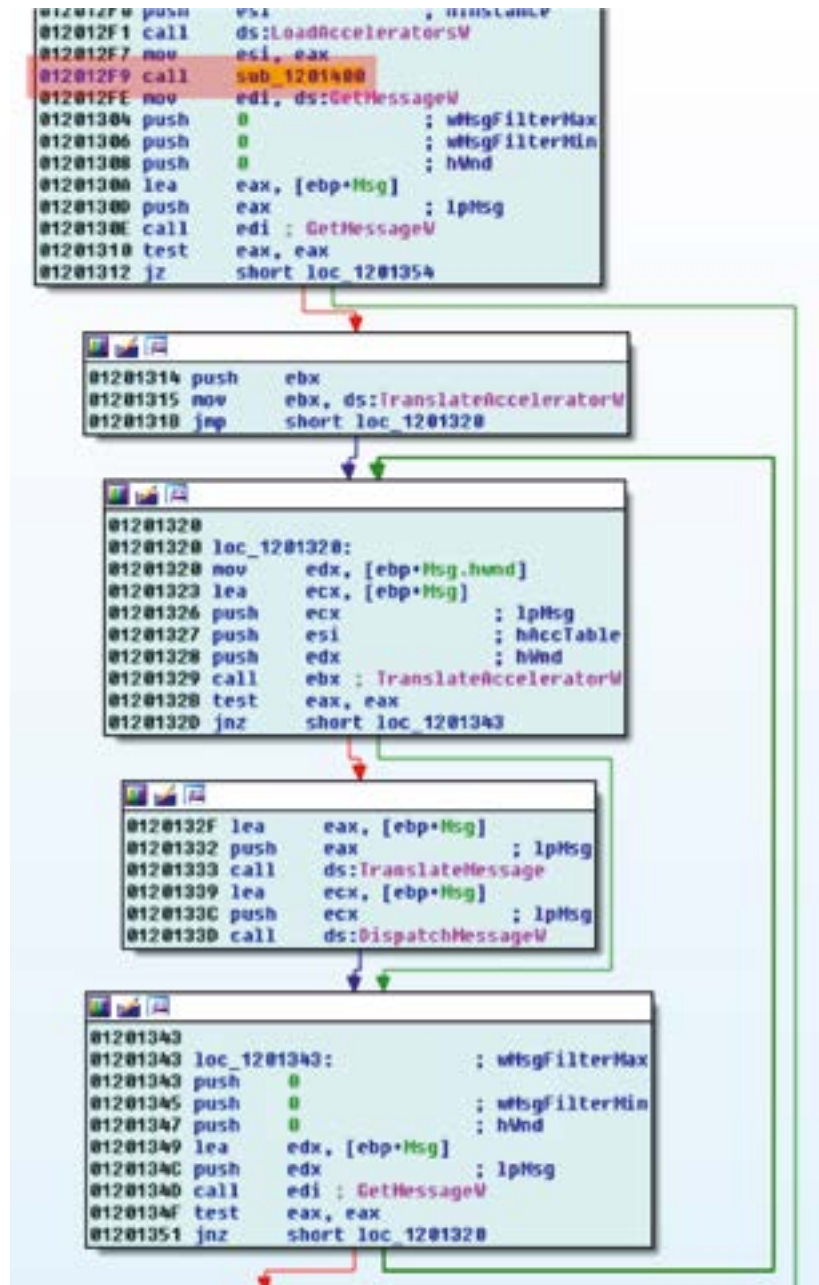 012012F1 call ds:LoadAcceleratorsW
012012F7 mov esi, eax
012012F9 call sub_1201400
012012FE mov edi, ds:GetMessageW
01201304 push 0 ; wMsgFilterMax
01201306 push 0 ; wMsgFilterMin
01201308 push 0 ; hWnd
0120130A lea eax, [ebp+Msg]
0120130D push eax ; lpMsg
0120130E call edi ; GetMessageW
01201310 test eax, eax
01201312 jz short loc_1201354
01201314 push ebx
01201315 mov ebx, ds:TranslateAcceleratorW
0120131B jmp short loc_1201320
01201320
01201320 loc_1201320:
01201320 mov edx, [ebp+Msg.hwnd]
01201323 lea ecx, [ebp+Msg]
01201326 push ecx ; lpMsg
01201327 push esi ; hAccTable
01201328 push edx ; hWnd
01201329 call ebx ; TranslateAcceleratorW
0120132B test eax, eax
0120132D jnz short loc_1201343
0120132F lea eax, [ebp+Msg]
01201332 push eax ; lpMsg
01201333 call ds:TranslateMessage
01201339 lea ecx, [ebp+Msg]
0120133C push ecx ; lpMsg
0120133D call ds:DispatchMessageW
01201343
01201343 loc_1201343: ; wMsgFilterMax
01201343 push 0
01201345 push 0 ; wMsgFilterMin
01201347 push 0 ; hWnd
01201349 lea edx, [ebp+Msg]
0120134C push edx ; lpMsg
0120134D call edi ; GetMessageW
0120134F test eax, eax
01201351 jnz short loc_1201320